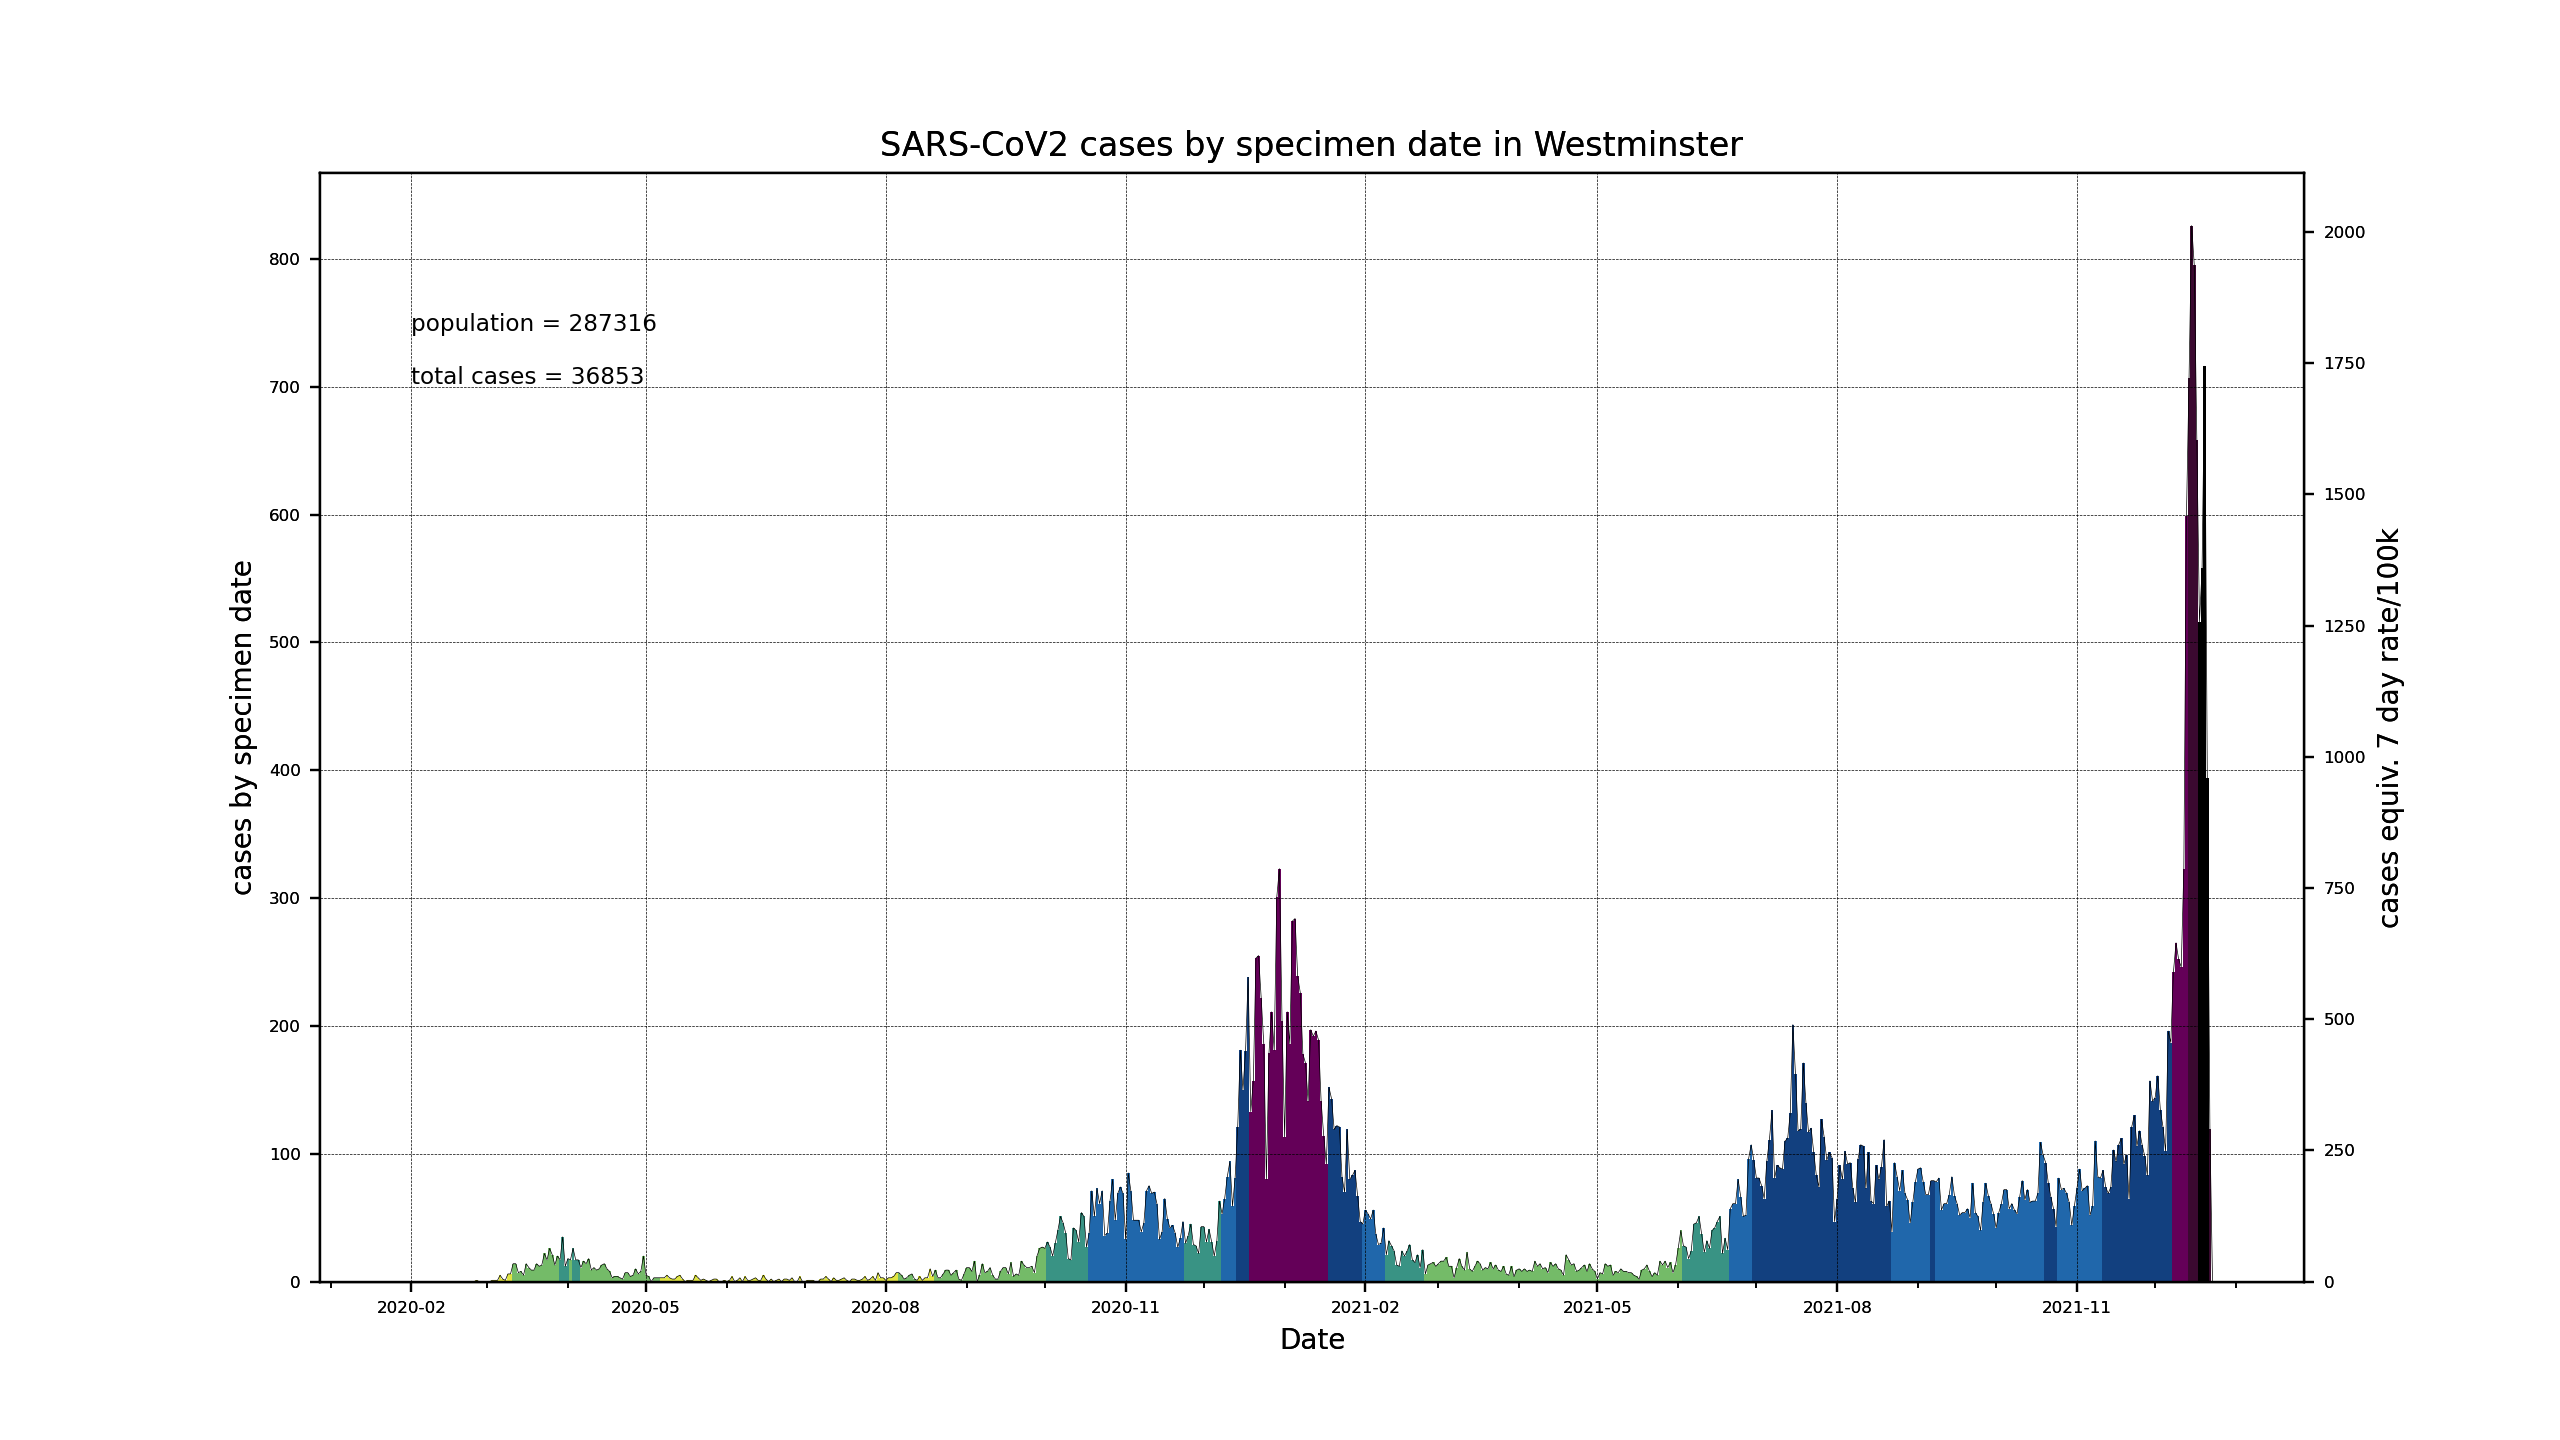 SARS-CoV2 cases by specimen date in Westminster
population = 287316
total cases = 36853
cases by specimen date
800
700
600
500
400
300
200
100
0
2000
1750
1500
1250
1000
750
500
250
0
cases equiv. 7 day rate/100k
2020-02 2020-05 2020-08 2020-11 2021-02 2021-05 2021-08 2021-11
Date